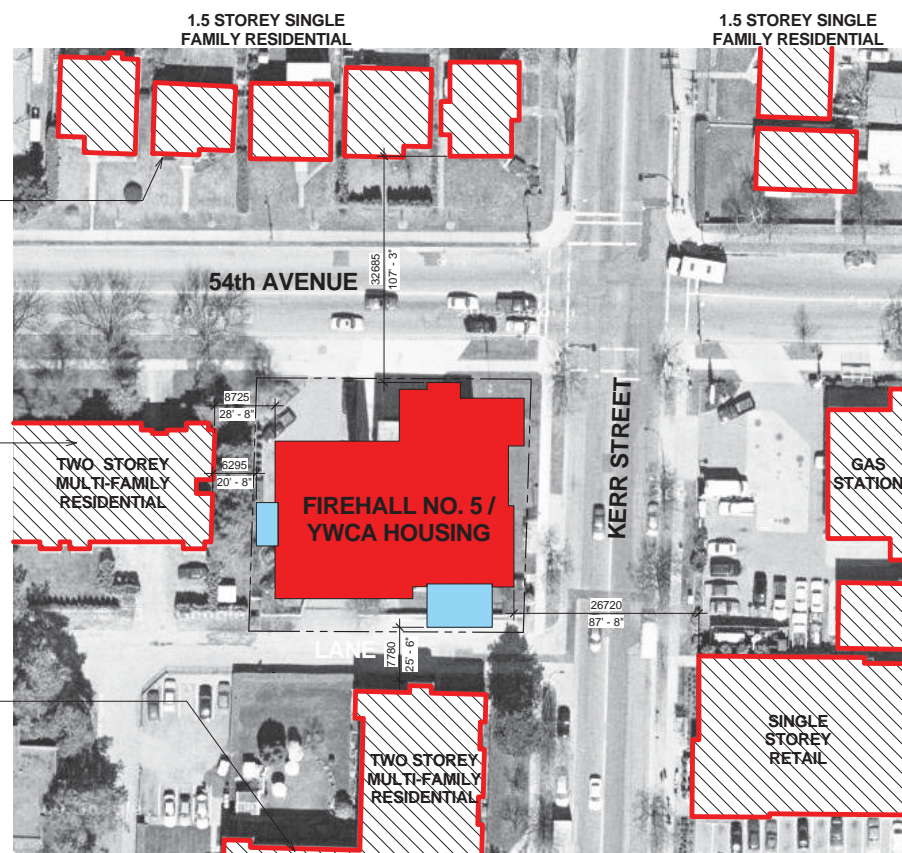 1.5 STOREY SINGLE
FAMILY RESIDENTIAL
1.5 STOREY SINGLE
FAMILY RESIDENTIAL
54th AVENUE
32685
107' - 3"
8725
28' - 8"
6295
20' - 8"
TWO STOREY
MULTI-FAMILY
RESIDENTIAL
FIREHALL NO. 5 /
YWCA HOUSING
KERR STREET
GAS
STATION
26720
87' - 8"
LANE
7780
25' - 6"
TWO STOREY
MULTI-FAMILY
RESIDENTIAL
SINGLE
STOREY
RETAIL